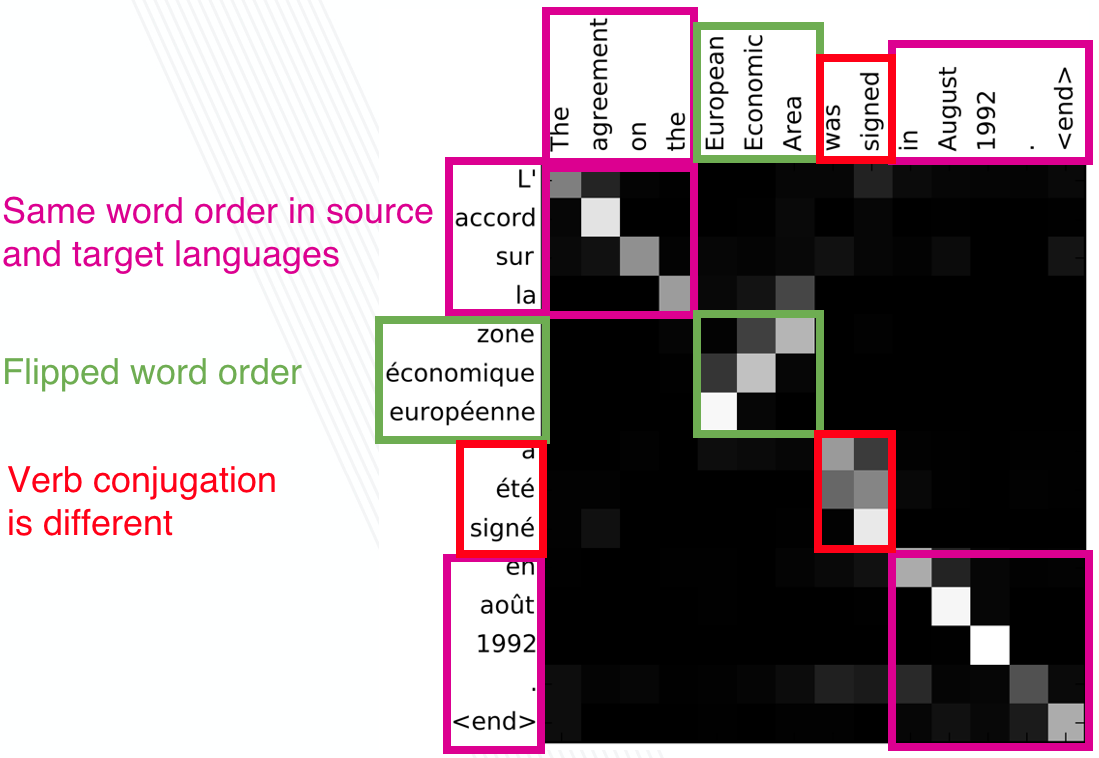 The agreement on the European Economic Area was signed in August 1992 . <end>
Same word order in source
and target languages
Flipped word order
Verb conjugation
is different
L'
accord
sur
la
zone
économique
européenne
a
été
signé
en
août
1992
.
<end>